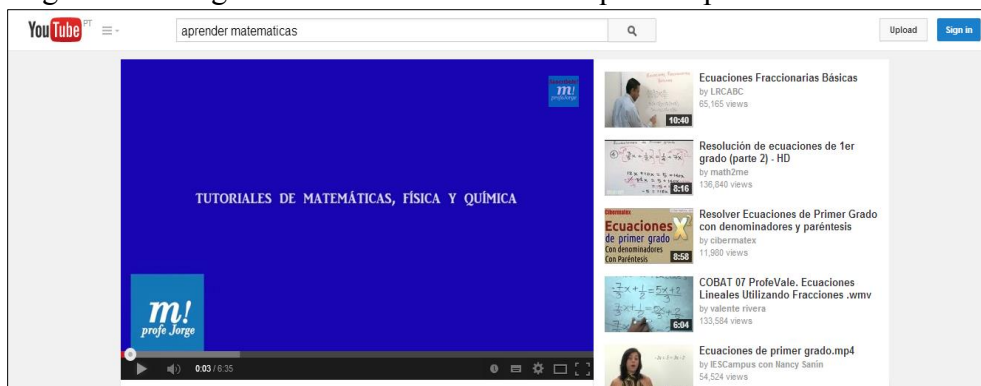 YouTube PT
aprender matematicas
Upload
Sign in
m!
TUTORIALES DE MATEMÁTICAS, FÍSICA Y QUÍMICA
m!
profe Jorge
0:03 / 6:35
10:40
Ecuaciones Fraccionarias Básicas
by LRCABC
65,165 views
8:16
Resolución de ecuaciones de 1er
grado (parte 2) - HD
by math2me
136,840 views
Ecuaciones
de primer grado
Con denominadores
Con Paréntesis
8:58
Resolver Ecuaciones de Primer Grado
con denominadores y paréntesis
by cibermatex
11,980 views
6:04
COBAT 07 ProfeVale. Ecuaciones
Lineales Utilizando Fracciones .wmv
by valente rivera
133,584 views
Ecuaciones de primer grado.mp4
by IESCampus con Nancy Sanin
54,524 views